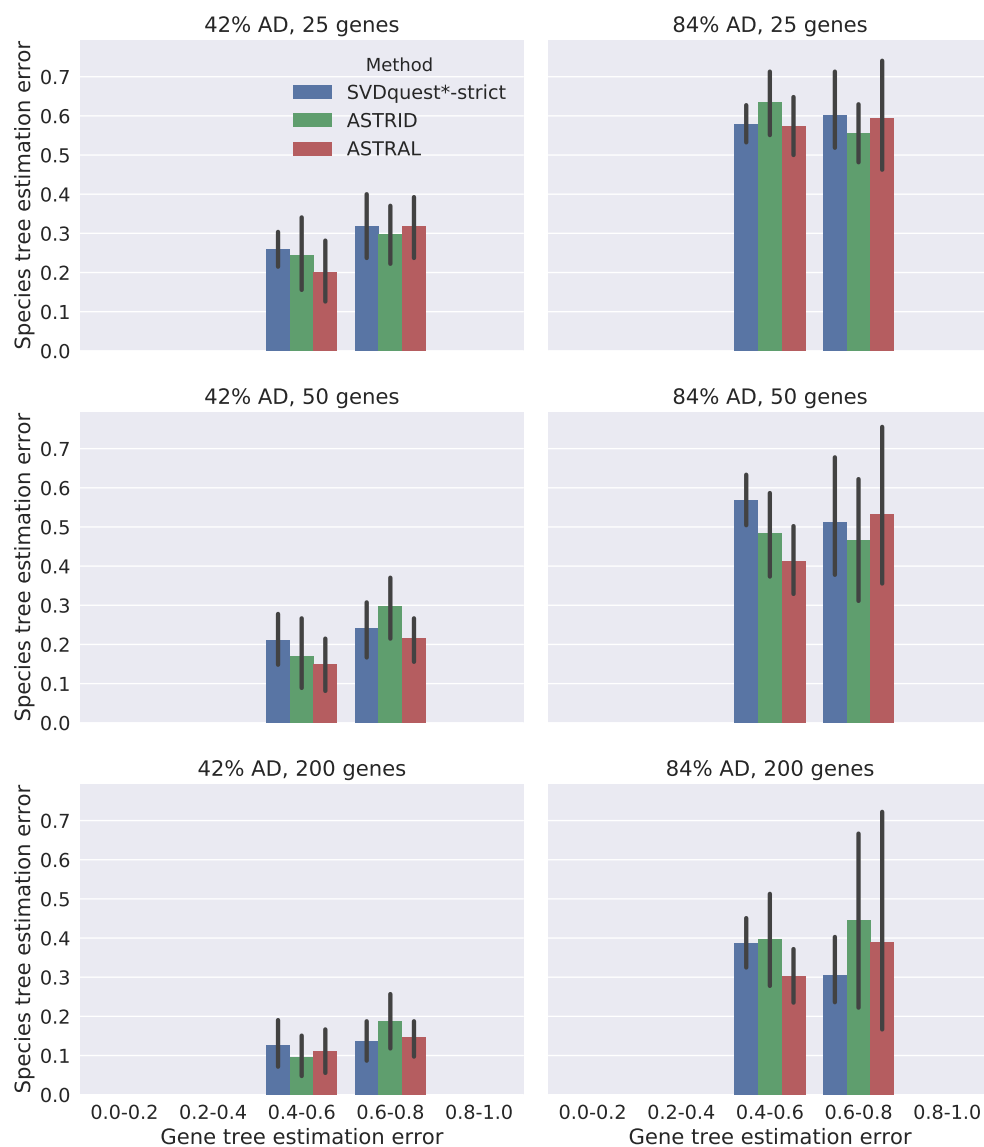 42% AD, 25 genes
84% AD, 25 genes
Species tree estimation error
0.7
0.6
0.5
0.4
0.3
0.2
0.1
0.0
Method
SVDquest*-strict
ASTRID
ASTRAL
42% AD, 50 genes
84% AD, 50 genes
Species tree estimation error
0.7
0.6
0.5
0.4
0.3
0.2
0.1
0.0
42% AD, 200 genes
84% AD, 200 genes
Species tree estimation error
0.7
0.6
0.5
0.4
0.3
0.2
0.1
0.0
0.0-0.2 0.2-0.4 0.4-0.6 0.6-0.8 0.8-1.0
0.0-0.2 0.2-0.4 0.4-0.6 0.6-0.8 0.8-1.0
Gene tree estimation error
Gene tree estimation error